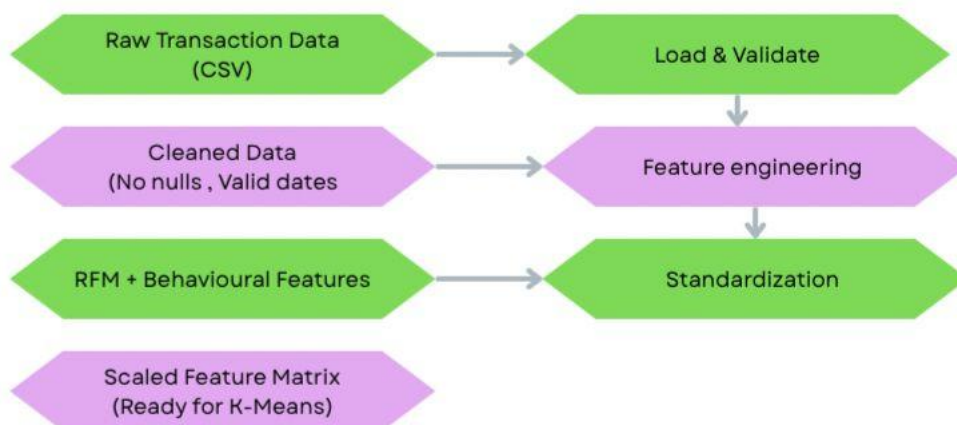 Raw Transaction Data
(CSV)
Load & Validate
Cleaned Data
(No nulls , Valid dates
Feature engineering
RFM + Behavioural Features
Standardization
Scaled Feature Matrix
(Ready for K-Means)